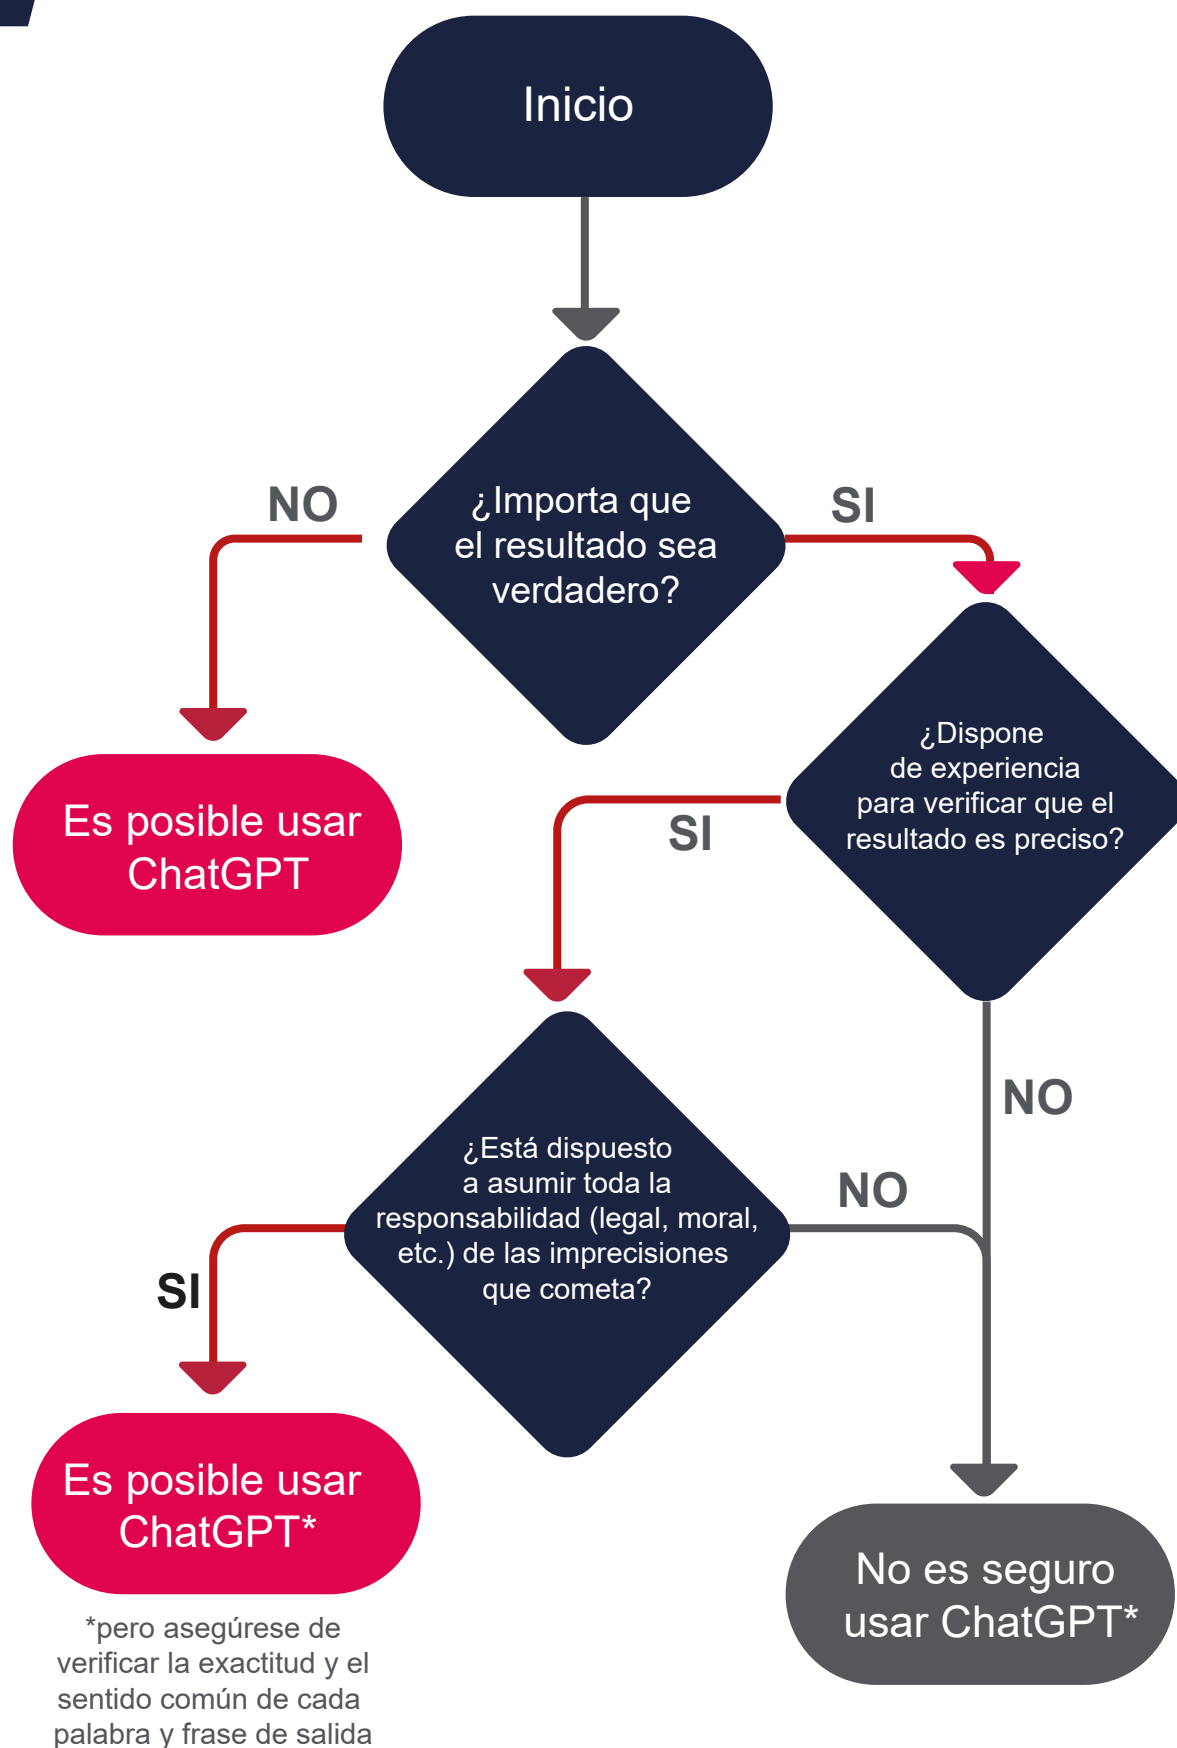 Inicio
¿Importa que
el resultado sea
verdadero?
NO
SI
Es posible usar
ChatGPT
¿Dispone
de experiencia
para verificar que el
resultado es preciso?
SI
NO
¿Está dispuesto
a asumir toda la
responsabilidad (legal, moral,
etc.) de las imprecisiones
que cometa?
NO
SI
Es posible usar
ChatGPT*
*pero asegúrese de
verificar la exactitud y el
sentido común de cada
palabra y frase de salida
No es seguro
usar ChatGPT*